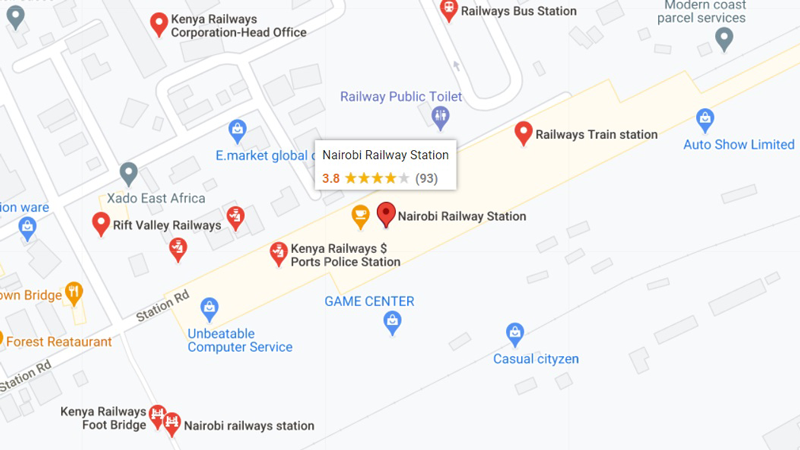 Kenya Railways
Corporation-Head Office
Railways Bus Station
Modern coast
parcel services
Railway Public Toilet
Railways Train station
Auto Show Limited
E.market global
Nairobi Railway Station
3.8 (93)
Xado East Africa
ion ware
Rift Valley Railways
Nairobi Railway Station
Kenya Railways $
Ports Police Station
own Bridge
Station Rd
GAME CENTER
Unbeatable
Computer Service
Forest Reataurant
Casual cityzen
Station Rd
Kenya Railways
Foot Bridge
Nairobi railways station